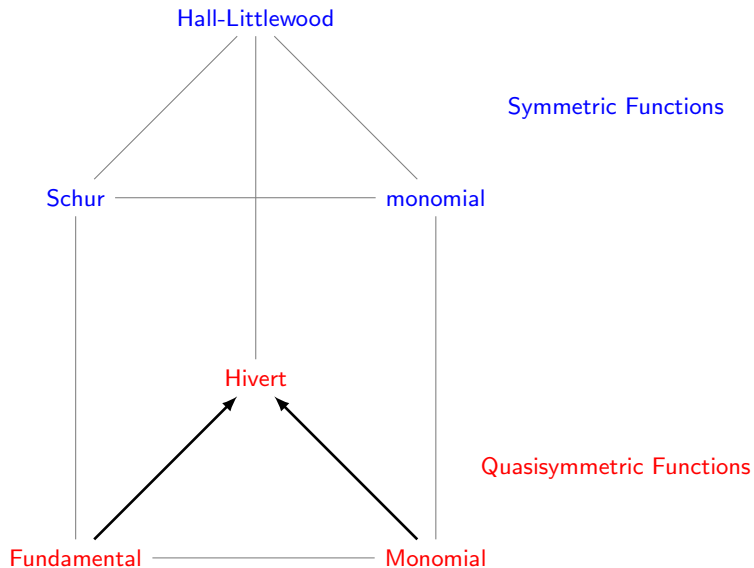 Hall-Littlewood
Symmetric Functions
Schur
monomial
Hivert
Quasisymmetric Functions
Fundamental
Monomial